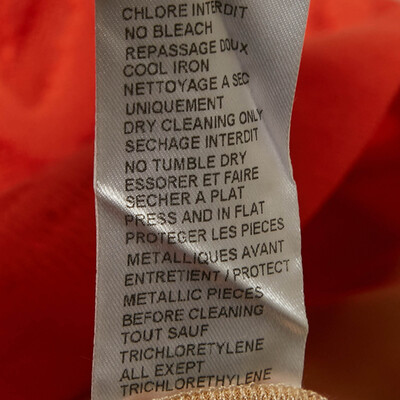 CHLORE INTERDIT
NO BLEACH
REPASSAGE DOUX
COOL IRON
NETTOYAGE A SEC
UNIQUEMENT
DRY CLEANING ONLY
SECHAGE INTERDIT
NO TUMBLE DRY
ESSORER ET FAIRE
SECHER A PLAT
PRESS AND IN FLAT
PROTEGER LES PIECES
METALLIQUES AVANT
ENTRETIENT / PROTECT
METALLIC PIECES
BEFORE CLEANING
TOUT SAUF
TRICHLORETYLENE
ALL EXEPT
TRICHLORETHYLENE